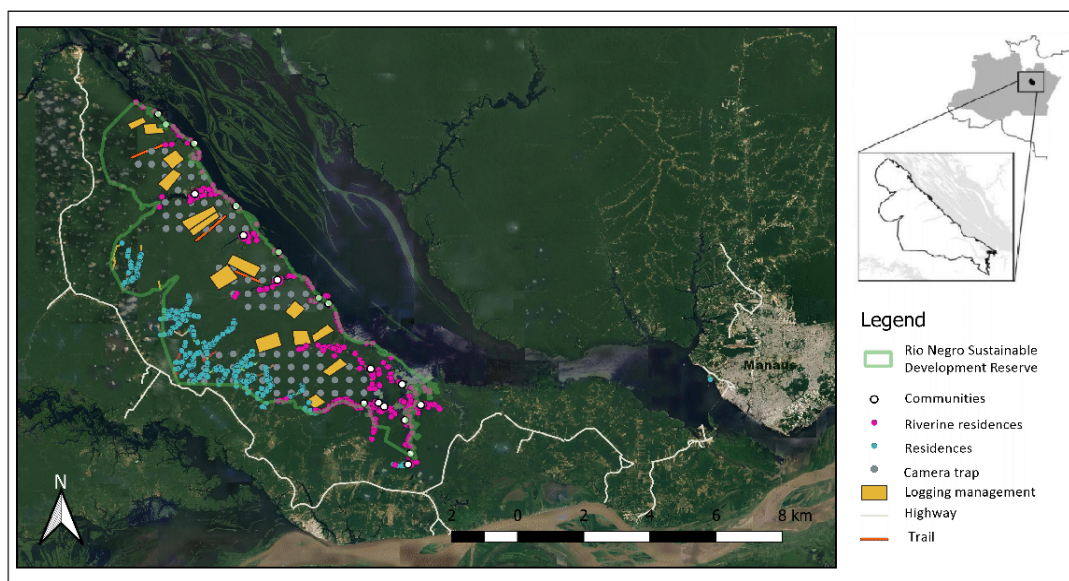 Manaus
N
2 0 2 4 6 8 km
Legend
Rio Negro Sustainable
Development Reserve
Communities
Riverine residences
Residences
Camera trap
Logging management
Highway
Trail